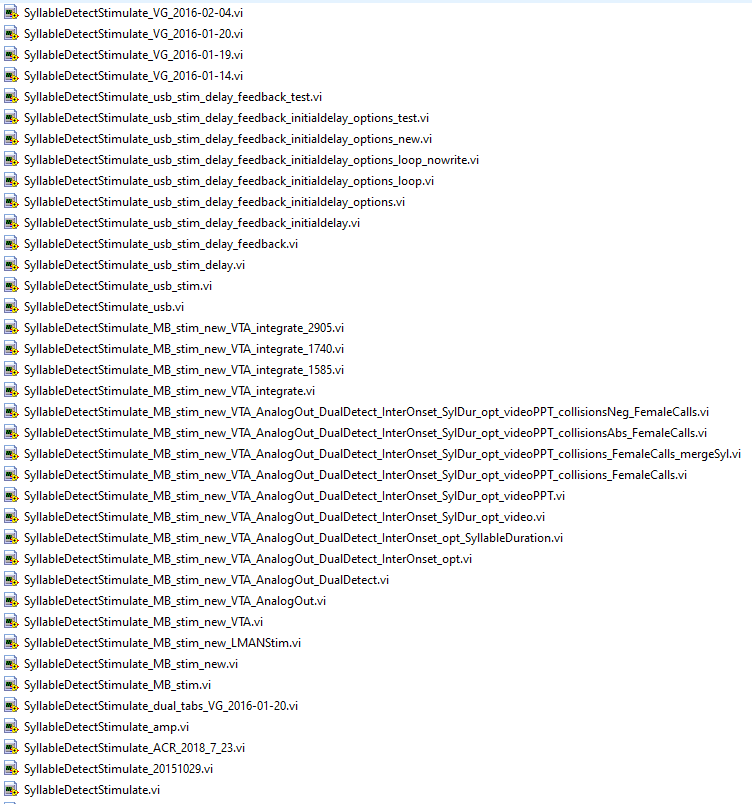 SyllableDetectStimulate_VG_2016-02-04.vi
SyllableDetectStimulate_VG_2016-01-20.vi
SyllableDetectStimulate_VG_2016-01-19.vi
SyllableDetectStimulate_VG_2016-01-14.vi
SyllableDetectStimulate_usb_stim_delay_feedback_test.vi
SyllableDetectStimulate_usb_stim_delay_feedback_initialdelay_options_test.vi
SyllableDetectStimulate_usb_stim_delay_feedback_initialdelay_options_new.vi
SyllableDetectStimulate_usb_stim_delay_feedback_initialdelay_options_loop_nowrite.vi
SyllableDetectStimulate_usb_stim_delay_feedback_initialdelay_options_loop.vi
SyllableDetectStimulate_usb_stim_delay_feedback_initialdelay_options.vi
SyllableDetectStimulate_usb_stim_delay_feedback_initialdelay.vi
SyllableDetectStimulate_usb_stim_delay_feedback.vi
SyllableDetectStimulate_usb_stim_delay.vi
SyllableDetectStimulate_usb_stim.vi
SyllableDetectStimulate_usb.vi
SyllableDetectStimulate_MB_stim_new_VTA_integrate_2905.vi
SyllableDetectStimulate_MB_stim_new_VTA_integrate_1740.vi
SyllableDetectStimulate_MB_stim_new_VTA_integrate_1585.vi
SyllableDetectStimulate_MB_stim_new_VTA_integrate.vi
SyllableDetectStimulate_MB_stim_new_VTA_AnalogOut_DualDetect_InterOnset_SylDur_opt_videoPPT_collisionsNeg_FemaleCalls.vi
SyllableDetectStimulate_MB_stim_new_VTA_AnalogOut_DualDetect_InterOnset_SylDur_opt_videoPPT_collisionsAbs_FemaleCalls.vi
SyllableDetectStimulate_MB_stim_new_VTA_AnalogOut_DualDetect_InterOnset_SylDur_opt_videoPPT_collisions_FemaleCalls_mergeSyl.vi
SyllableDetectStimulate_MB_stim_new_VTA_AnalogOut_DualDetect_InterOnset_SylDur_opt_videoPPT_collisions_FemaleCalls.vi
SyllableDetectStimulate_MB_stim_new_VTA_AnalogOut_DualDetect_InterOnset_SylDur_opt_videoPPT.vi
SyllableDetectStimulate_MB_stim_new_VTA_AnalogOut_DualDetect_InterOnset_SylDur_opt_video.vi
SyllableDetectStimulate_MB_stim_new_VTA_AnalogOut_DualDetect_InterOnset_opt_SyllableDuration.vi
SyllableDetectStimulate_MB_stim_new_VTA_AnalogOut_DualDetect_InterOnset_opt.vi
SyllableDetectStimulate_MB_stim_new_VTA_AnalogOut_DualDetect.vi
SyllableDetectStimulate_MB_stim_new_VTA_AnalogOut.vi
SyllableDetectStimulate_MB_stim_new_VTA.vi
SyllableDetectStimulate_MB_stim_new_LMANStim.vi
SyllableDetectStimulate_MB_stim_new.vi
SyllableDetectStimulate_MB_stim.vi
SyllableDetectStimulate_dual_tabs_VG_2016-01-20.vi
SyllableDetectStimulate_amp.vi
SyllableDetectStimulate_ACR_2018_7_23.vi
SyllableDetectStimulate_20151029.vi
SyllableDetectStimulate.vi